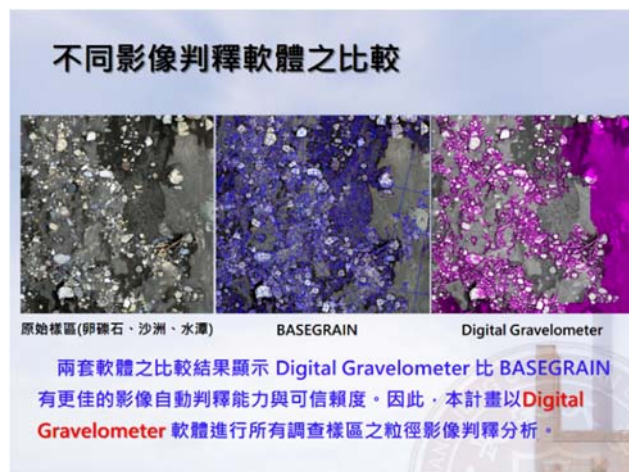 不同影像判釋軟體之比較
原始樣區(卵礫石、沙洲、水潭)
BASEGRAIN
Digital Gravelometer
兩套軟體之比較結果顯示 Digital Gravelometer 比 BASEGRAIN
有更佳的影像自動判釋能力與可信賴度。因此，本計畫以Digital
Gravelometer 軟體進行所有調查樣區之粒徑影像判釋分析。